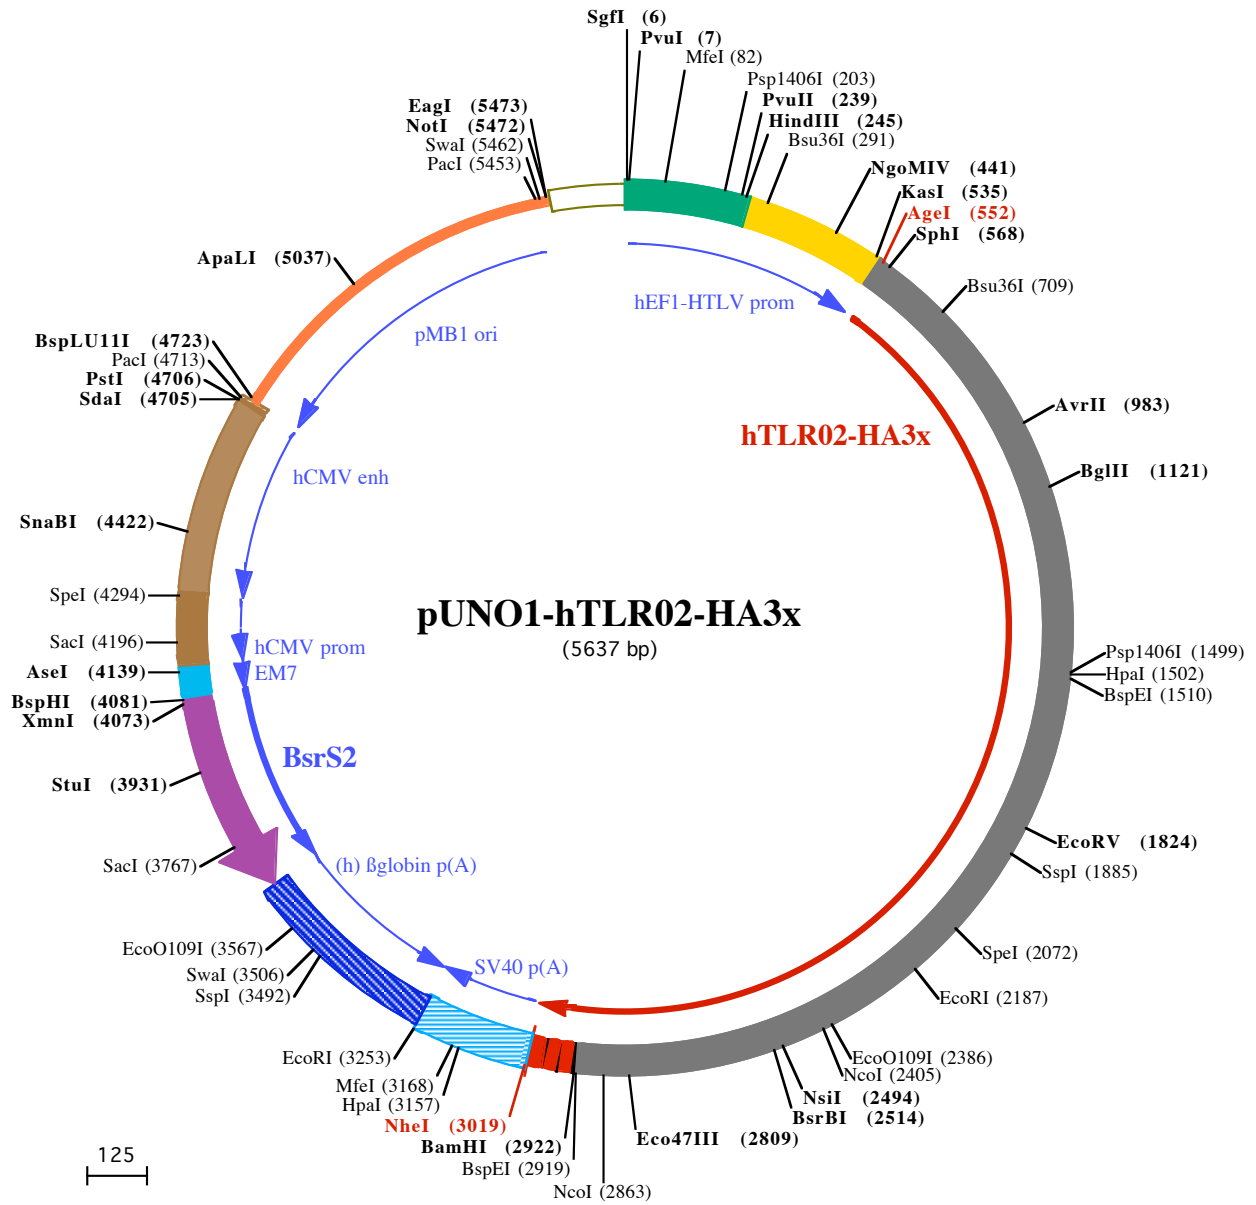 SgfI (6)
PvuI (7)
MfeI (82)
Psp1406I (203)
PvuII (239)
HindIII (245)
Bsu36I (291)
NgoMIV (441)
KasI (535)
AgeI (552)
SphI (568)
Bsu36I (709)
AvrII (983)
BglII (1121)
Psp1406I (1499)
HpaI (1502)
BspEI (1510)
EcoRV (1824)
SspI (1885)
SpeI (2072)
EcoRI (2187)
EcoO109I (2386)
NcoI (2405)
NsiI (2494)
BsrBI (2514)
Eco47III (2809)
NcoI (2863)
BspEI (2919)
BamHI (2922)
NheI (3019)
HpaI (3157)
MfeI (3168)
EcoRI (3253)
SspI (3492)
SwaI (3506)
EcoO109I (3567)
SacI (3767)
StuI (3931)
XmnI (4073)
BspHI (4081)
AseI (4139)
SacI (4196)
SpeI (4294)
SnaBI (4422)
SdaI (4705)
PstI (4706)
PacI (4713)
BspLU11I (4723)
ApaLI (5037)
PacI (5453)
SwaI (5462)
NotI (5472)
EagI (5473)
hEF1-HTLV prom
hTLR02-HA3x
SV40 p(A)
(h) ßglobin p(A)
BsrS2
EM7
hCMV prom
hCMV enh
pMB1 ori
pUNO1-hTLR02-HA3x
(5637 bp)
125